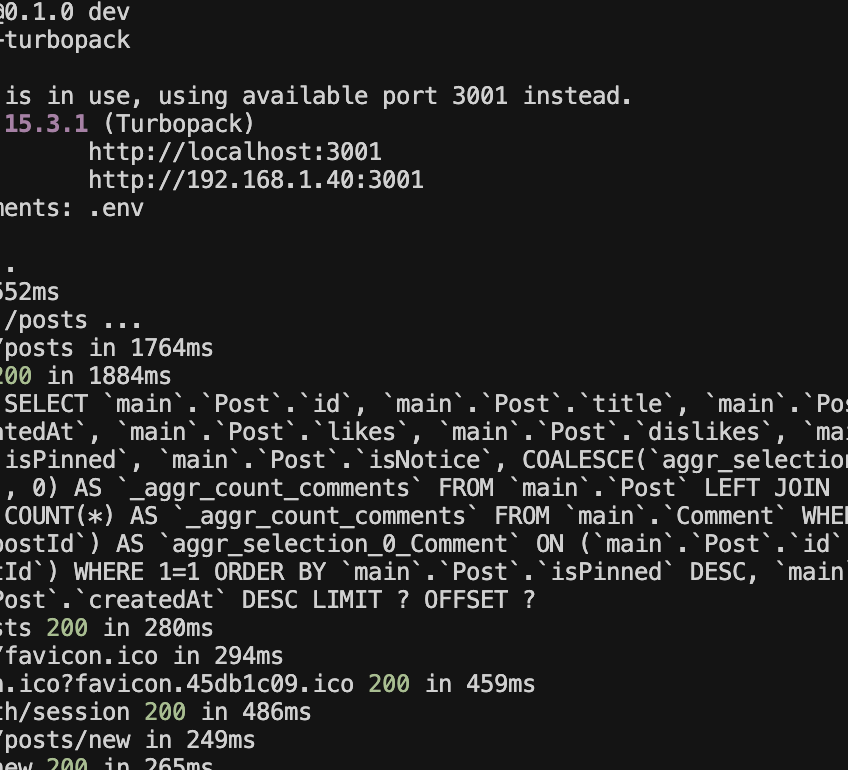 @0.1.0 dev
-turbopack
is in use, using available port 3001 instead.
15.3.1 (Turbopack)
http://localhost:3001
http://192.168.1.40:3001
ments: .env
.
552ms
/posts ...
/posts in 1764ms
200 in 1884ms
SELECT `main`.`Post`.`id`, `main`.`Post`.`title`, `main`.`Pos
atedAt`, `main`.`Post`.`likes`, `main`.`Post`.`dislikes`, `mai
isPinned`, `main`.`Post`.`isNotice`, COALESCE(`aggr_selection
, 0) AS `_aggr_count_comments` FROM `main`.`Post` LEFT JOIN
COUNT(*) AS `_aggr_count_comments` FROM `main`.`Comment` WHER
postId`) AS `aggr_selection_0_Comment` ON (`main`.`Post`.`id`
tId`) WHERE 1=1 ORDER BY `main`.`Post`.`isPinned` DESC, `main`
Post`.`createdAt` DESC LIMIT ? OFFSET ?
sts 200 in 280ms
/favicon.ico in 294ms
n.ico?favicon.45db1c09.ico 200 in 459ms
th/session 200 in 486ms
/posts/new in 249ms
new 200 in 265ms